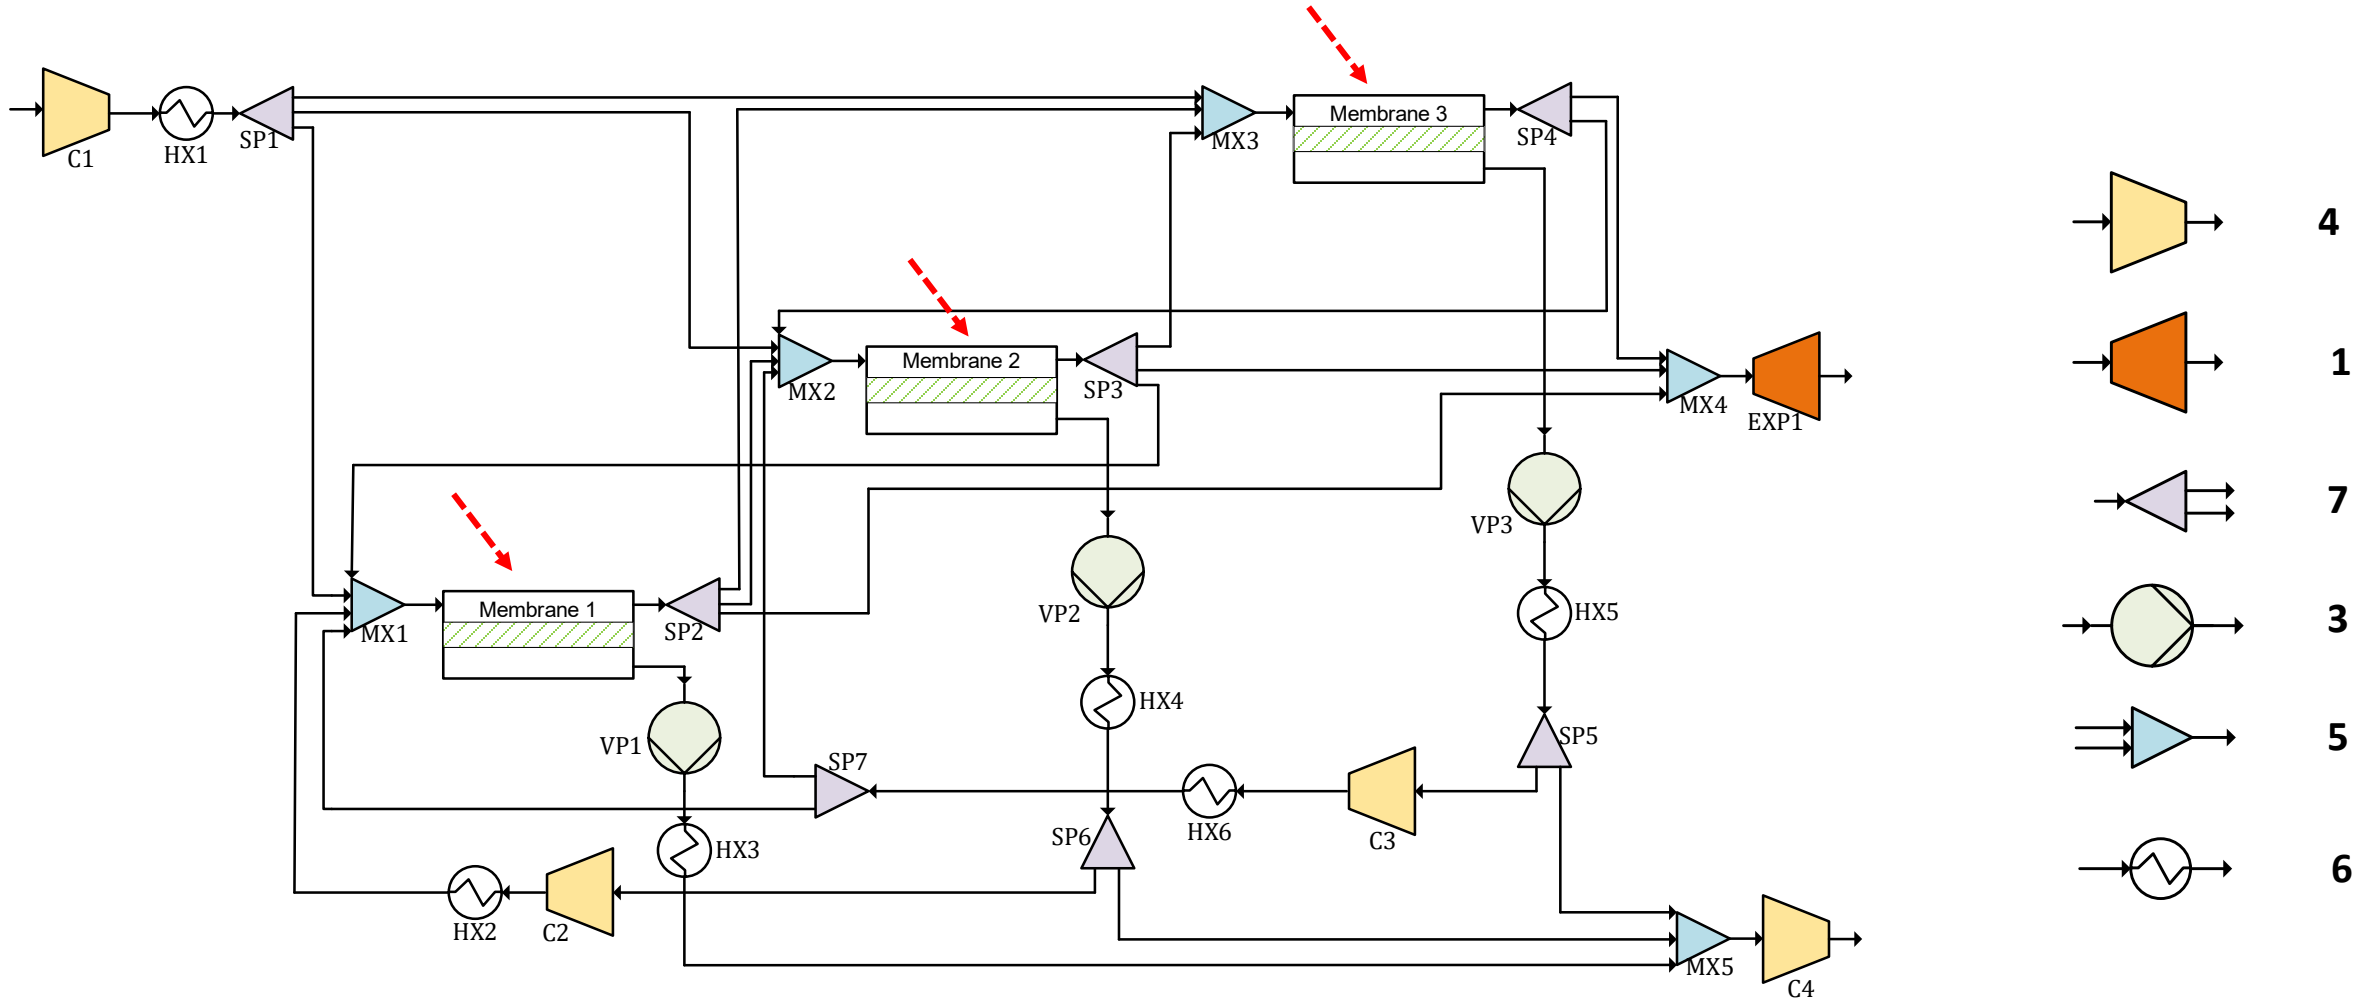 C1
HX1
SP1
MX3
Membrane 3
SP4
4
Membrane 2
MX2
SP3
MX4
EXP1
1
7
VP3
MX1
Membrane 1
SP2
VP2
HX5
3
VP1
HX4
SP7
SP5
5
HX3
SP6
HX6
C3
HX2
C2
6
MX5
C4